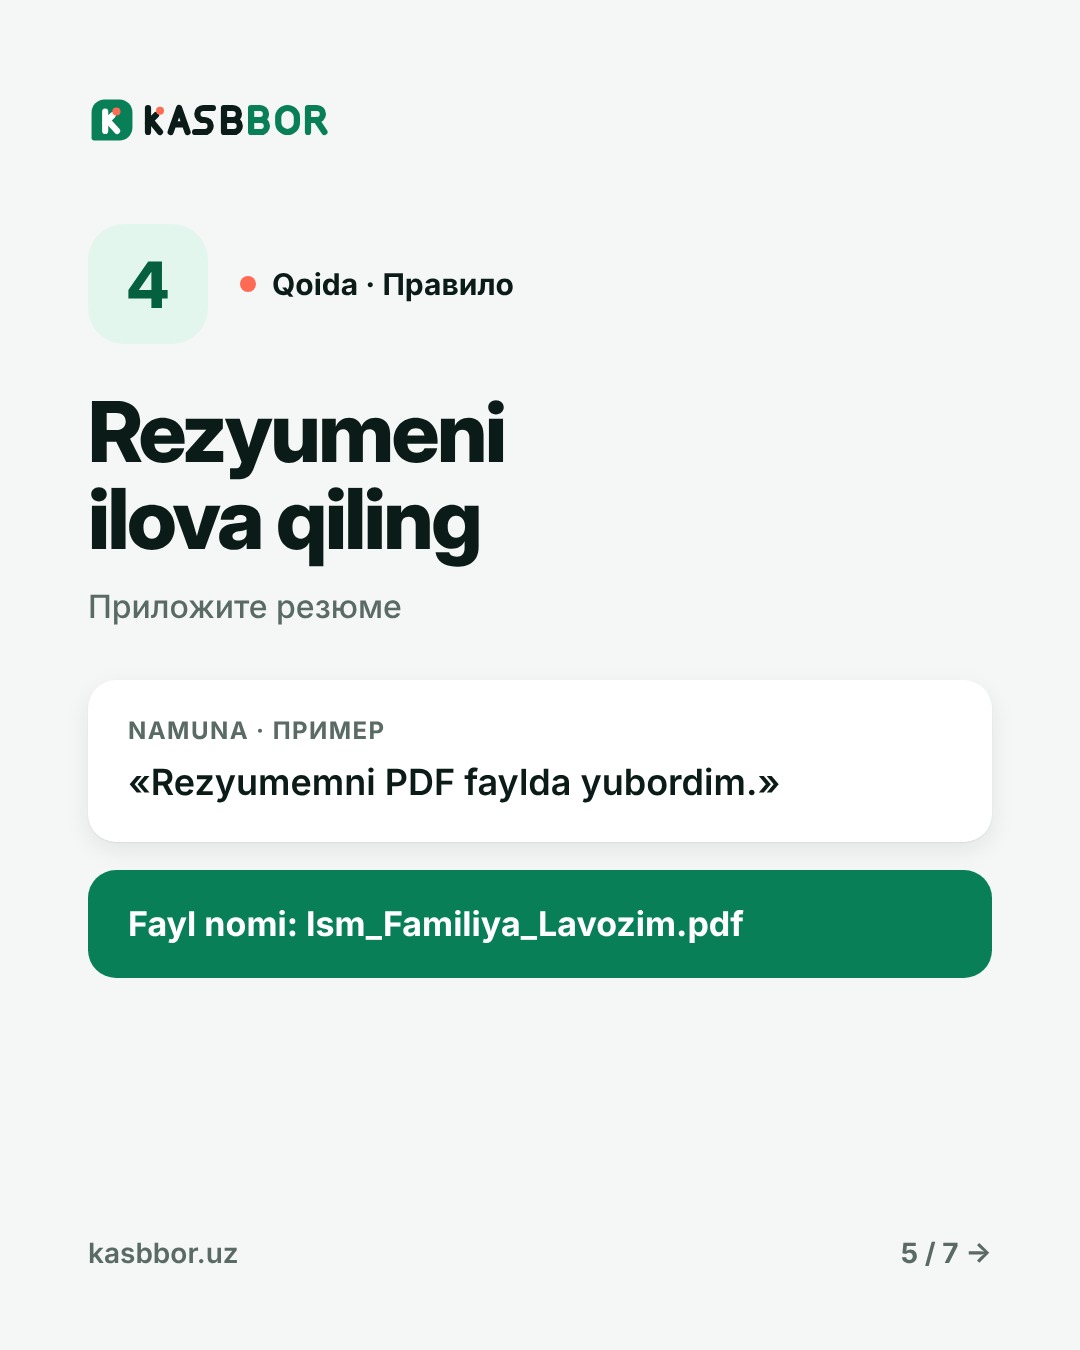 K KASBBOR
4
Qoida · Правило
Rezyumeni
ilova qiling
Приложите резюме
NAMUNA · ПРИМЕР
«Rezyumemni PDF faylda yubordim.»
Fayl nomi: Ism_Familiya_Lavozim.pdf
kasbbor.uz
5 / 7 →